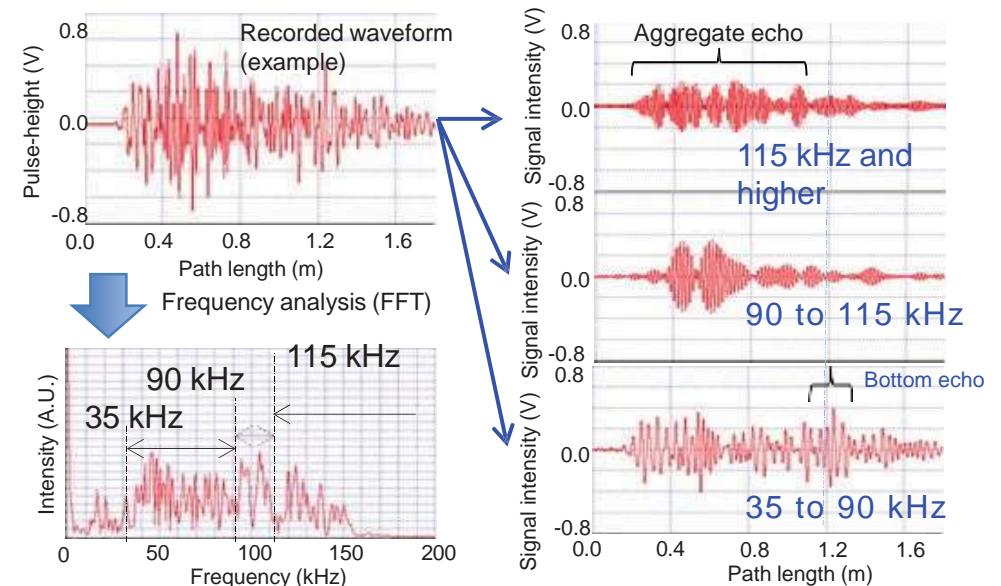 0.8
Recorded waveform
(example)
Pulse-height (V)
0.0
-0.8
0.0 0.4 0.8 1.2 1.6
Path length (m)
Frequency analysis (FFT)
115 kHz
90 kHz
35 kHz
Intensity (A.U.)
0 50 100 150 200
Frequency (kHz)
0.8
Aggregate echo
Signal intensity (V)
0.0
115 kHz and
higher
-0.8
0.8
Signal intensity (V)
0.0
90 to 115 kHz
-0.8
0.8
Bottom echo
Signal intensity (V)
0.0
35 to 90 kHz
-0.8
0.0 0.4 0.8 1.2 1.6
Path length (m)